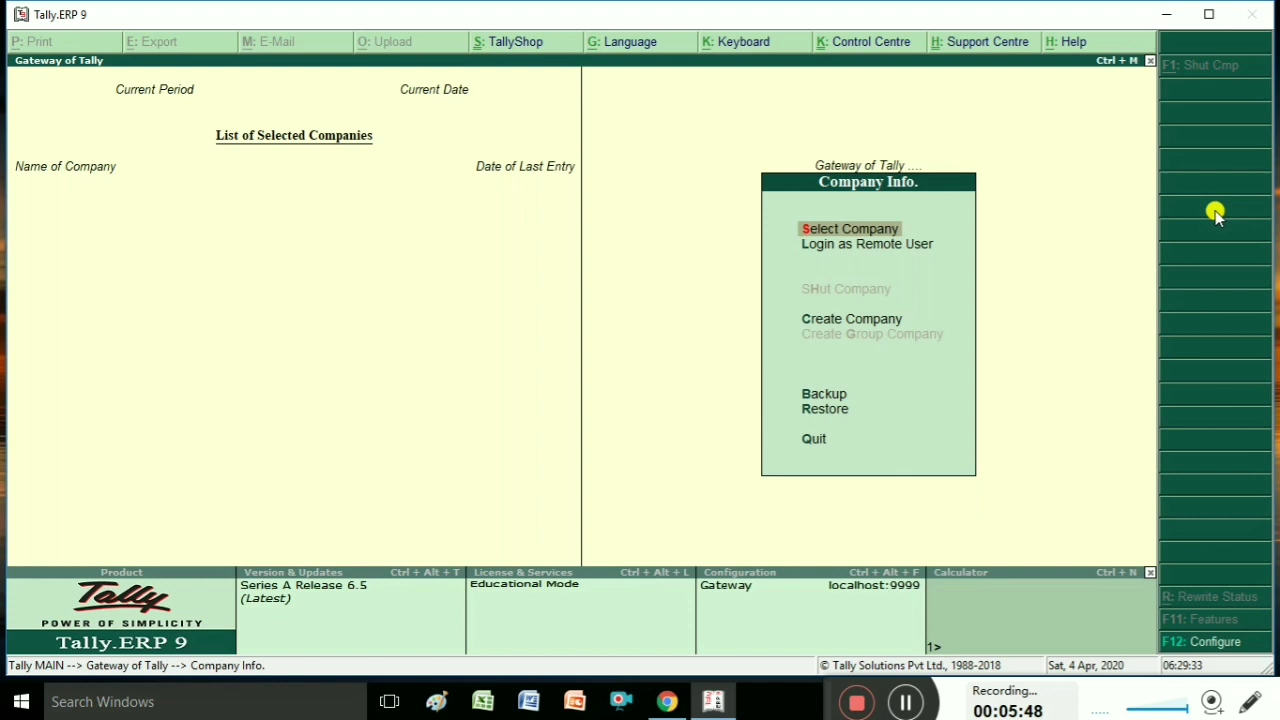 Tally.ERP 9
P: Print E: Export M: E-Mail O: Upload S: TallyShop G: Language K: Keyboard K: Control Centre H: Support Centre H: Help
Gateway of Tally Ctrl + M
F1: Shut Cmp
Current Period Current Date
List of Selected Companies
Name of Company Date of Last Entry
Gateway of Tally ....
Company Info.
Select Company
Login as Remote User
SHut Company
Create Company
Create Group Company
Backup
Restore
Quit
Product Version & Updates Ctrl + Alt + T License & Services Ctrl + Alt + L Configuration Ctrl + Alt + F Calculator Ctrl + N
Tally
POWER OF SIMPLICITY
Tally.ERP 9
Series A Release 6.5
(Latest)
Educational Mode
Gateway localhost:9999
1>
R: Rewrite Status
F11: Features
F12: Configure
Tally MAIN --> Gateway of Tally --> Company Info. © Tally Solutions Pvt Ltd., 1988-2018 Sat, 4 Apr, 2020 06:29:33
Search Windows
Recording...
00:05:48